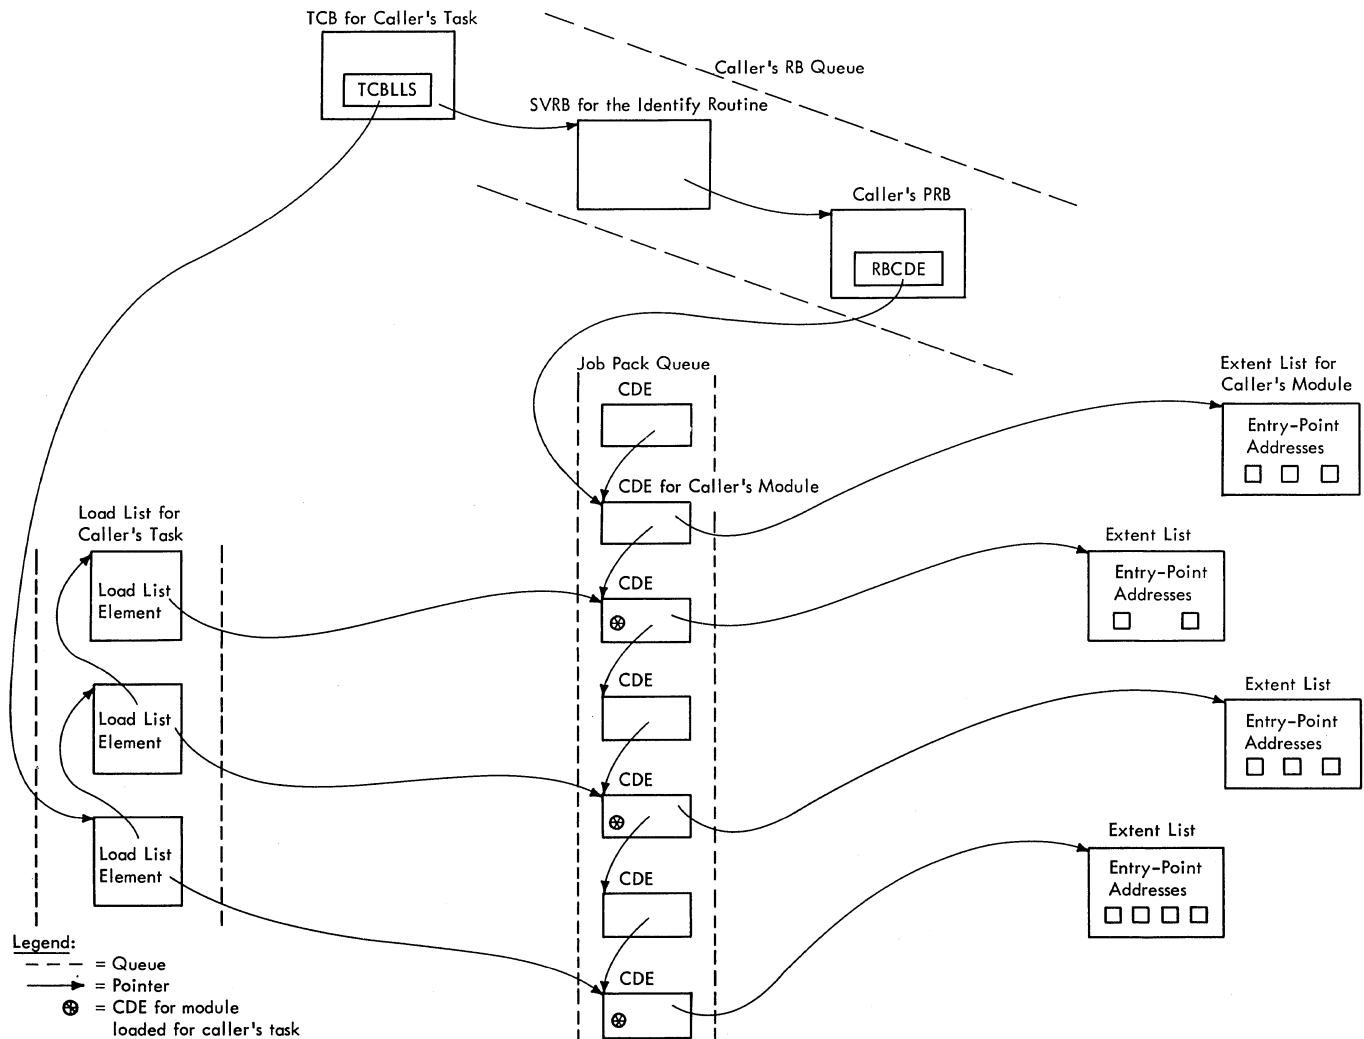 TCB for Caller's Task
TCBLLS
Caller's RB Queue
SVRB for the Identify Routine
Caller's PRB
RBCDE
Job Pack Queue
CDE
Extent List for
Caller's Module
Entry-Point
Addresses
CDE for Caller's Module
Load List for
Caller's Task
Load List
Element
CDE
Extent List
Entry-Point
Addresses
CDE
Load List
Element
Extent List
Entry-Point
Addresses
CDE
Load List
Element
CDE
Extent List
Entry-Point
Addresses
CDE
Legend:
= Queue
= Pointer
= CDE for module
loaded for caller's task